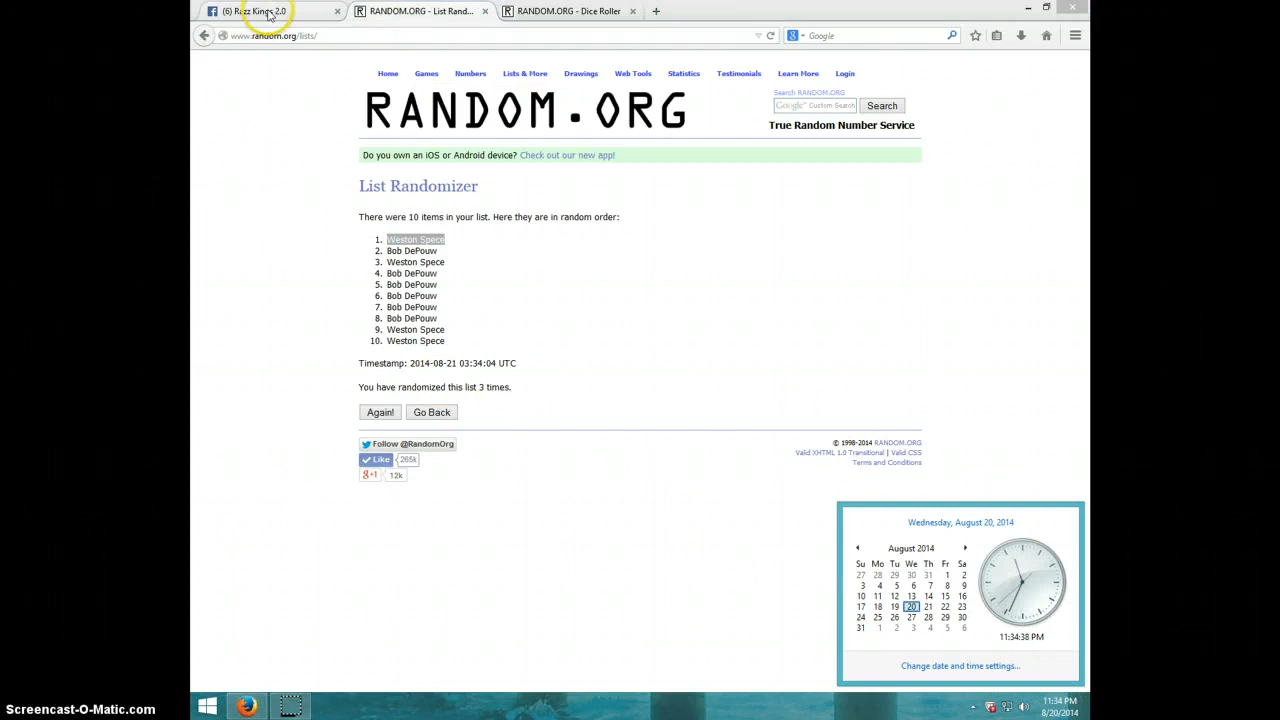 (6) Razz Kings 2.0
RANDOM.ORG - List Rand...
RANDOM.ORG - Dice Roller
www.random.org/lists/
Google
Home Games Numbers Lists & More Drawings Web Tools Statistics Testimonials Learn More Login
RANDOM.ORG
Search RANDOM.ORG
Google™ Custom Search Search
True Random Number Service
Do you own an iOS or Android device? Check out our new app!
List Randomizer
There were 10 items in your list. Here they are in random order:
1. Weston Spece
2. Bob DePouw
3. Weston Spece
4. Bob DePouw
5. Bob DePouw
6. Bob DePouw
7. Bob DePouw
8. Bob DePouw
9. Weston Spece
10. Weston Spece
Timestamp: 2014-08-21 03:34:04 UTC
You have randomized this list 3 times.
Again! Go Back
Follow @RandomOrg
Like 265k
g+1 12k
© 1998-2014 RANDOM.ORG
Valid XHTML 1.0 Transitional | Valid CSS
Terms and Conditions
Wednesday, August 20, 2014
August 2014
Su Mo Tu We Th Fr Sa
27 28 29 30 31 1 2
3 4 5 6 7 8 9
10 11 12 13 14 15 16
17 18 19 20 21 22 23
24 25 26 27 28 29 30
31 1 2 3 4 5 6
11:34:38 PM
Change date and time settings...
11:34 PM
8/20/2014
Screencast-O-Matic.com